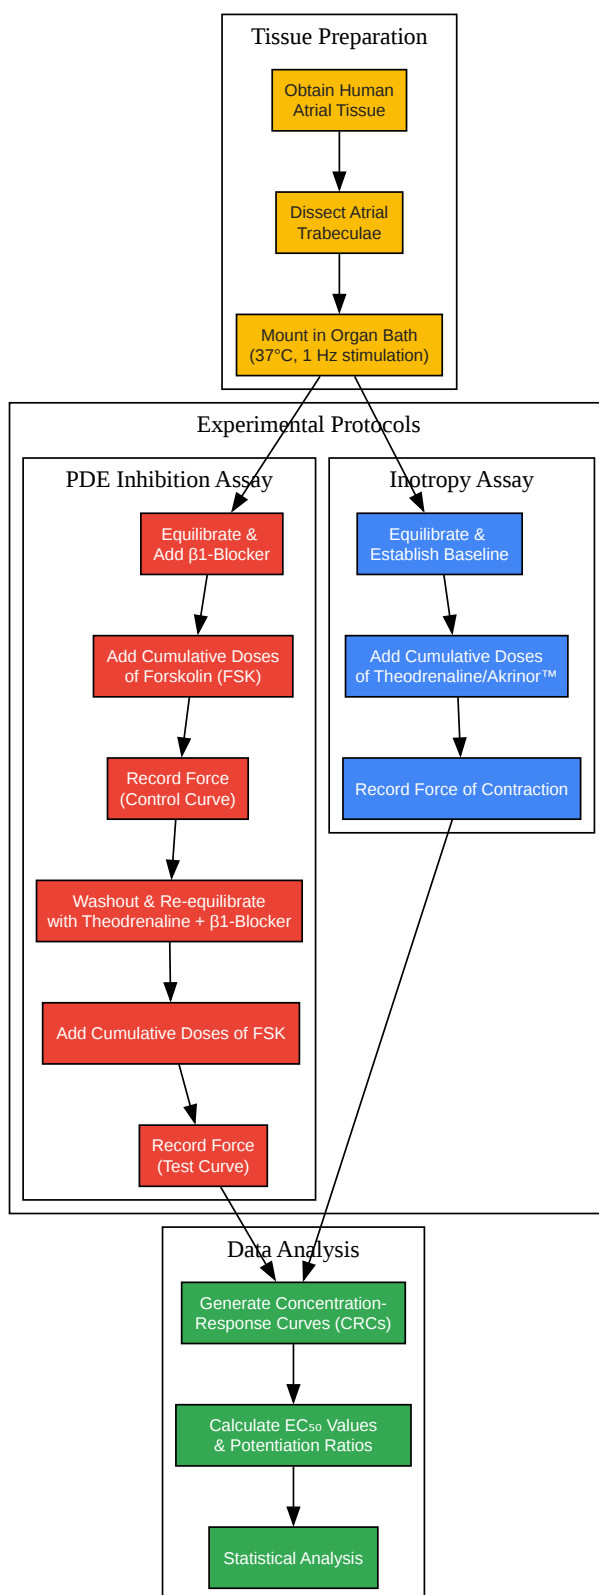 Tissue Preparation
Obtain Human
Atrial Tissue
Dissect Atrial
Trabeculae
Mount in Organ Bath
(37°C, 1 Hz stimulation)
Experimental Protocols
PDE Inhibition Assay
Equilibrate &
Add β1-Blocker
Add Cumulative Doses
of Forskolin (FSK)
Record Force
(Control Curve)
Washout & Re-equilibrate
with Theodrenaline + β1-Blocker
Add Cumulative Doses of FSK
Record Force
(Test Curve)
Inotropy Assay
Equilibrate &
Establish Baseline
Add Cumulative Doses
of Theodrenaline/Akrinor™
Record Force of Contraction
Data Analysis
Generate Concentration-
Response Curves (CRCs)
Calculate EC₅₀ Values
& Potentiation Ratios
Statistical Analysis